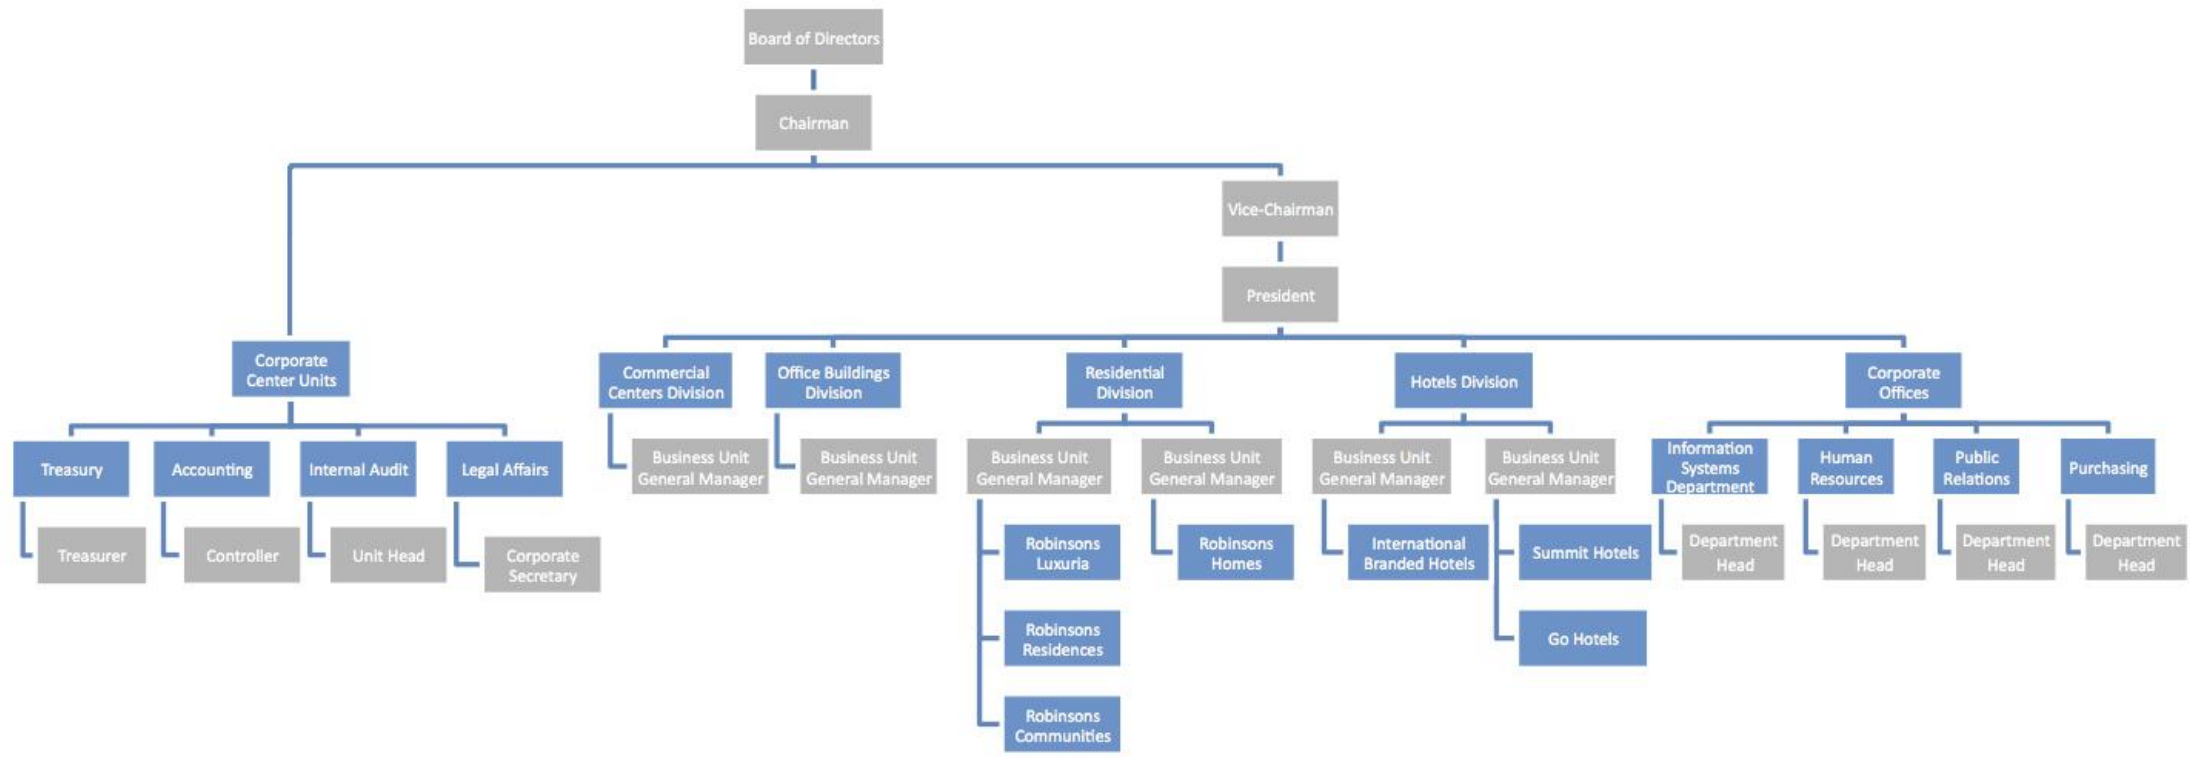 Board of Directors
Chairman
Vice-Chairman
President
Corporate
Center Units
Commercial
Centers Division
Office Buildings
Division
Residential
Division
Hotels Division
Corporate
Offices
Treasury
Accounting
Internal Audit
Legal Affairs
Business Unit
General Manager
Business Unit
General Manager
Business Unit
General Manager
Business Unit
General Manager
Business Unit
General Manager
Business Unit
General Manager
Information
Systems
Department
Human
Resources
Public
Relations
Purchasing
Treasurer
Controller
Unit Head
Corporate
Secretary
Robinsons
Luxuria
Robinsons
Homes
International
Branded Hotels
Summit Hotels
Department
Head
Department
Head
Department
Head
Department
Head
Robinsons
Residences
Go Hotels
Robinsons
Communities